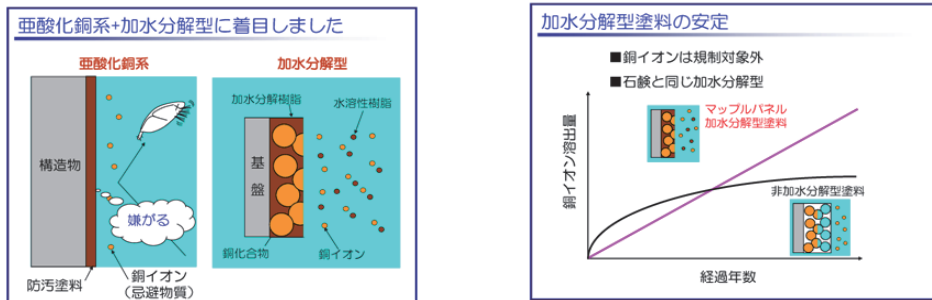 亜酸化銅系+加水分解型に着目しました
亜酸化銅系
加水分解型
構造物
嫌がる
防汚塗料
銅イオン
(忌避物質)
加水分解樹脂
水溶性樹脂
基
盤
銅化合物
銅イオン
加水分解型塗料の安定
■銅イオンは規制対象外
■石鹸と同じ加水分解型
マップルパネル
加水分解型塗料
銅イオン溶出量
非加水分解型塗料
経過年数